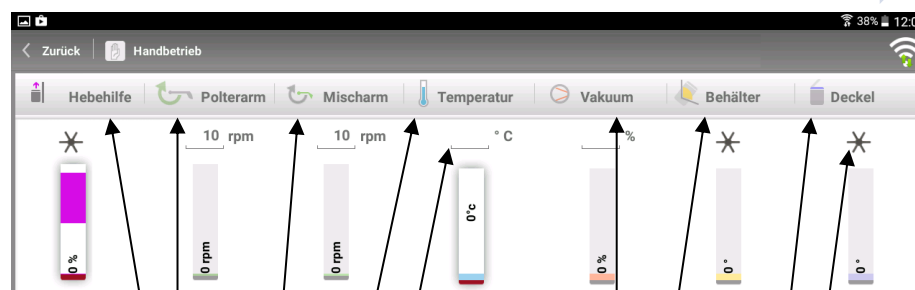 38% 12:0
Zurück Handbetrieb
Hebehilfe Polterarm Mischarm Temperatur Vakuum Behälter Deckel
10 rpm 10 rpm ° C %
0 % 0 rpm 0 rpm 0°c 0 % 0 ° 0 °